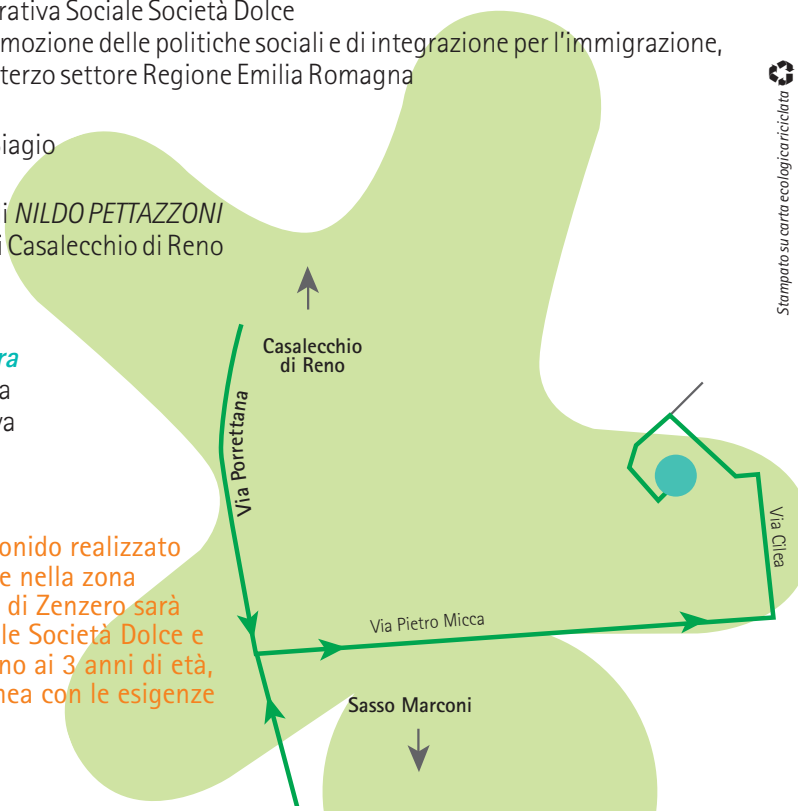 rativa Sociale Società Dolce
mozione delle politiche sociali e di integrazione per l'immigrazione,
terzo settore Regione Emilia Romagna
iagio
i NILDO PETTAZZONI
i Casalecchio di Reno
ra
a
va
onido realizzato
e nella zona
di Zenzero sarà
le Società Dolce e
no ai 3 anni di età,
nea con le esigenze
Casalecchio
di Reno
Via Porrettana
Via Pietro Micca
Via Cilea
Sasso Marconi
Stampato su carta ecologica riciclata